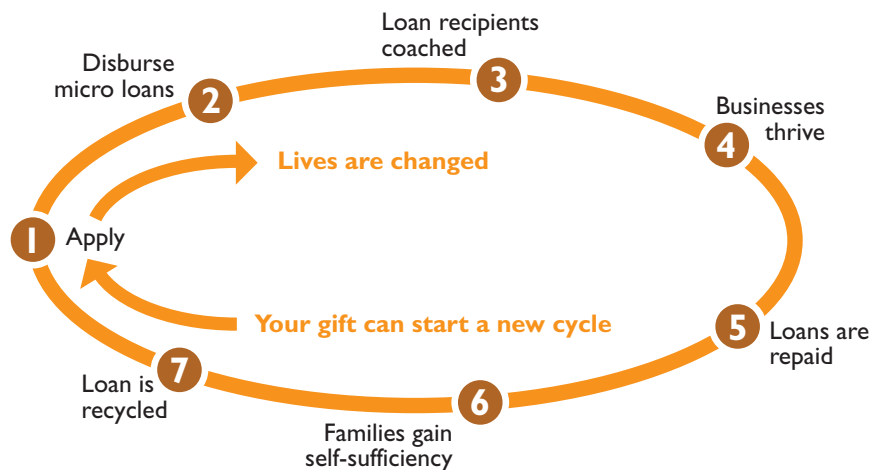 1
Apply
2
Disburse
micro loans
3
Loan recipients
coached
4
Businesses
thrive
5
Loans are
repaid
6
Families gain
self-sufficiency
7
Loan is
recycled
Lives are changed
Your gift can start a new cycle